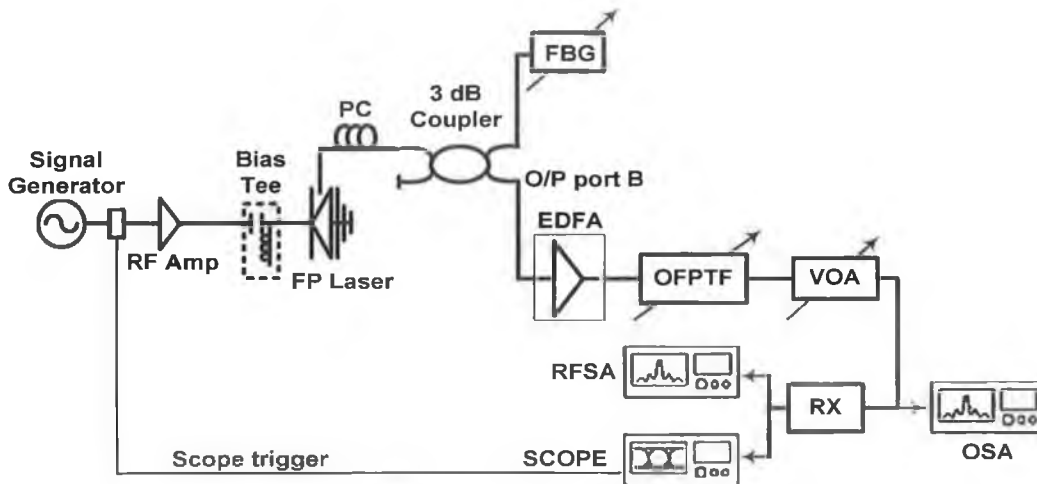 FBG
PC
3 dB
Coupler
Signal
Generator
Bias
Tee
O/P port B
EDFA
RF Amp
FP Laser
OFPTF
VOA
RFSA
RX
Scope trigger
SCOPE
OSA